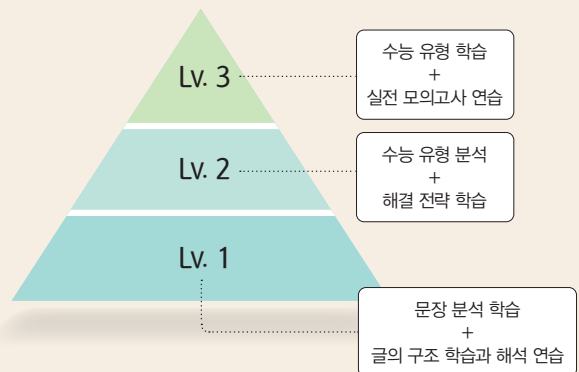 Lv. 3
수능 유형 학습
+
실전 모의고사 연습
Lv. 2
수능 유형 분석
+
해결 전략 학습
Lv. 1
문장 분석 학습
+
글의 구조 학습과 해석 연습